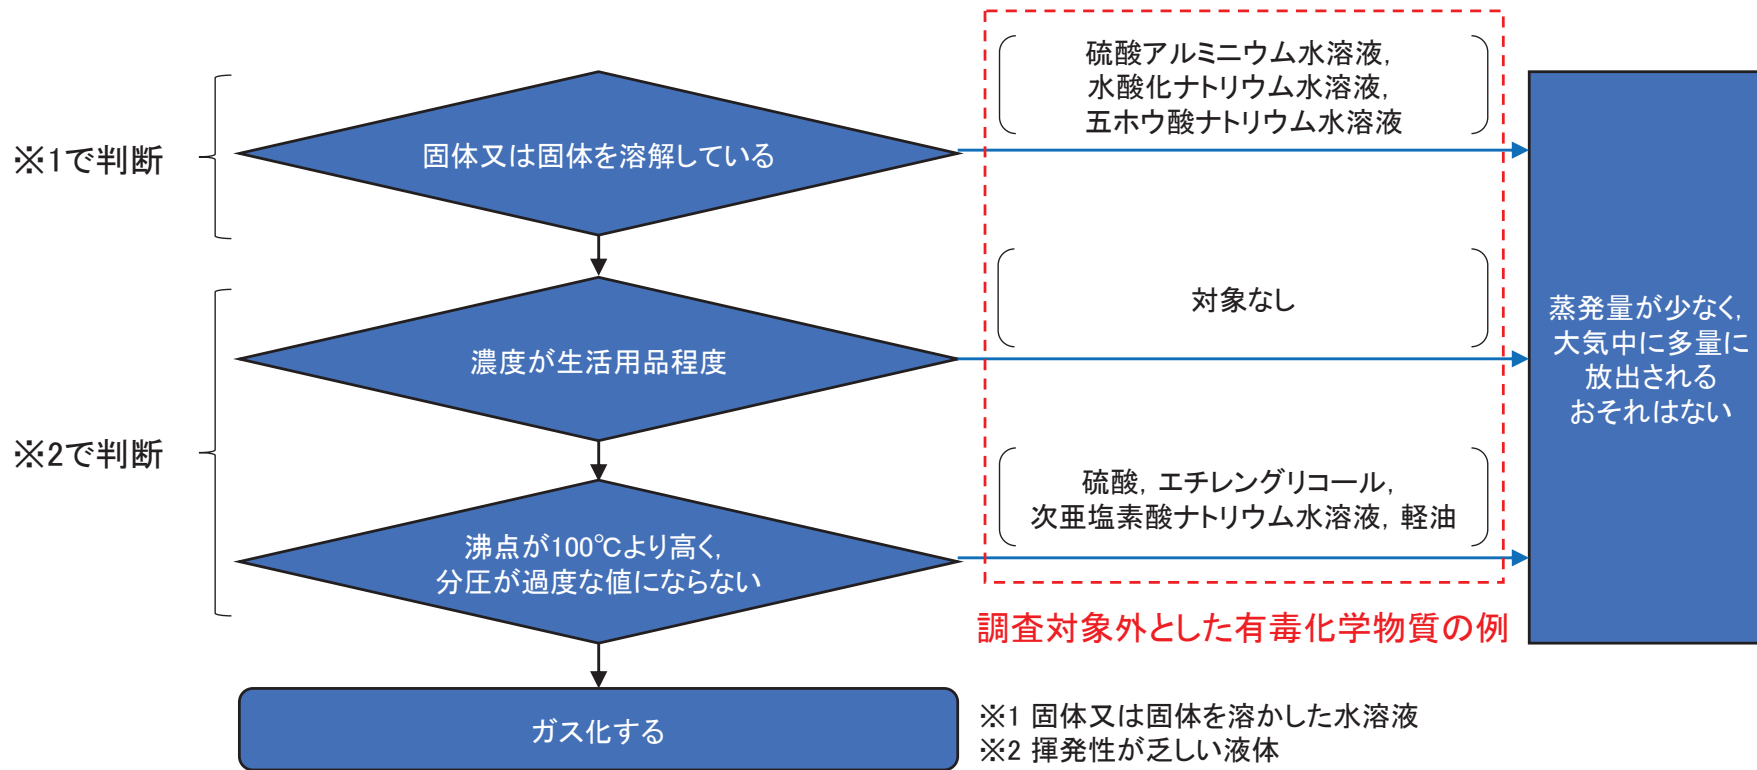 硫酸アルミニウム水溶液,
水酸化ナトリウム水溶液,
五ホウ酸ナトリウム水溶液
※1で判断
固体又は固体を溶解している
対象なし
濃度が生活用品程度
蒸発量が少なく,
大気中に多量に
放出される
おそれはない
※2で判断
硫酸, エチレングリコール,
次亜塩素酸ナトリウム水溶液, 軽油
沸点が100℃より高く,
分圧が過度な値にならない
調査対象外とした有毒化学物質の例
ガス化する
※1 固体又は固体を溶かした水溶液
※2 揮発性が乏しい液体